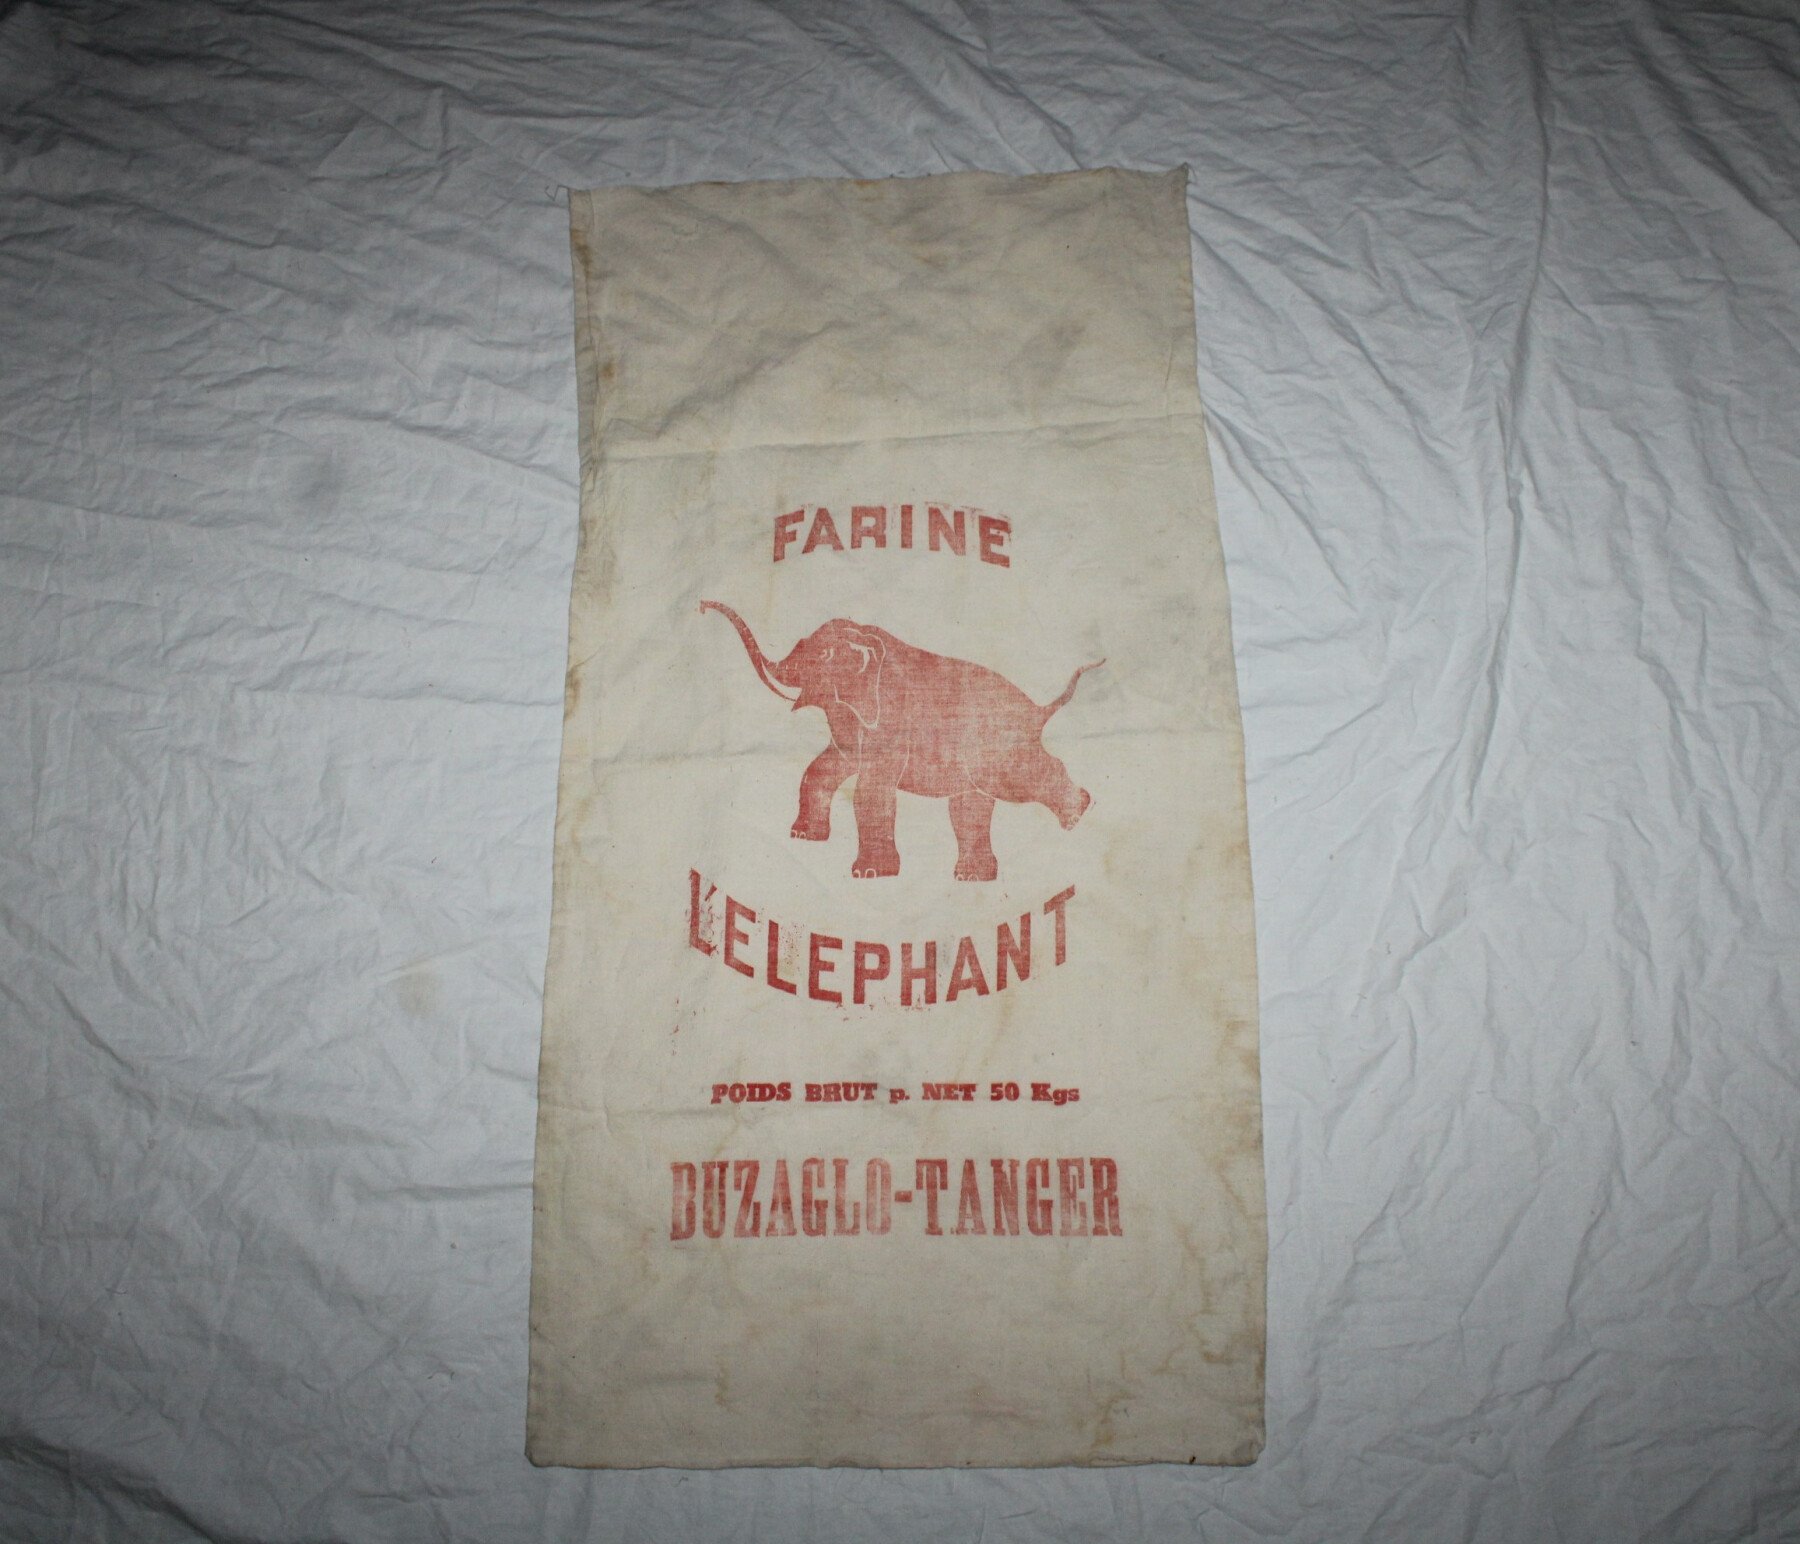 FARINE
L'ELEPHANT
POIDS BRUT p. NET 50 Kgs
BUZAGLO-TANGER